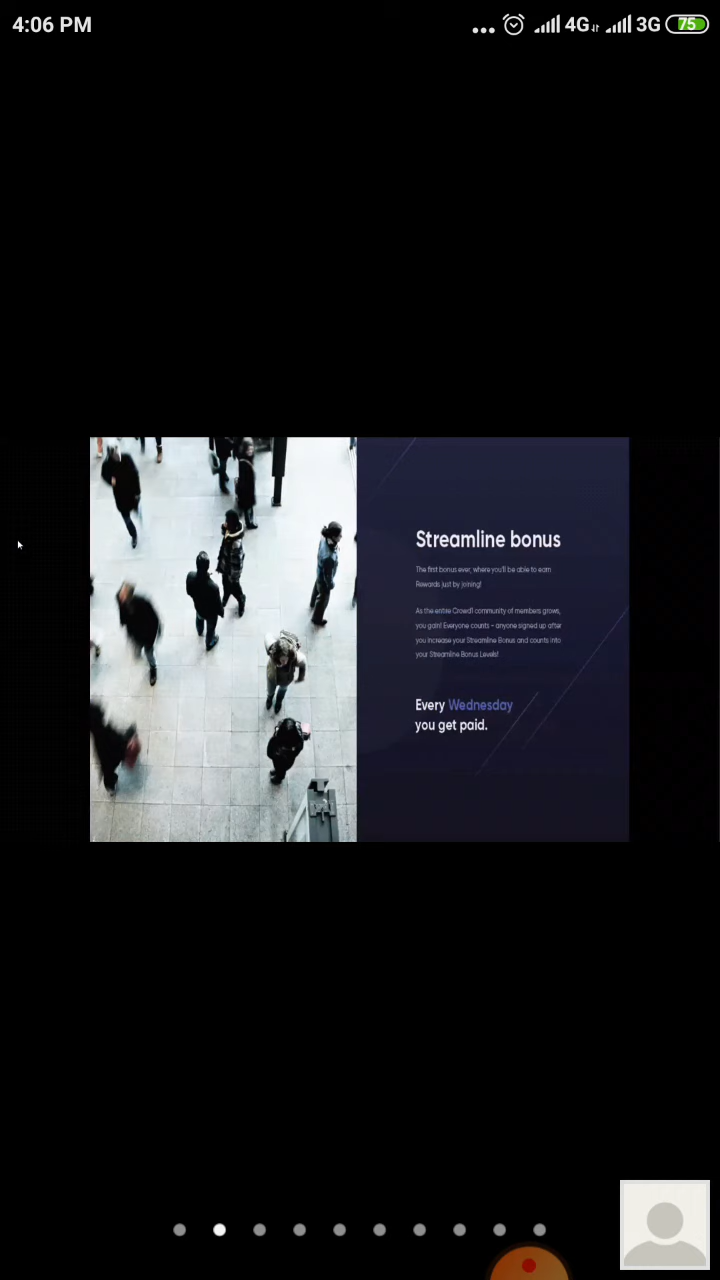 4:06 PM
4G
3G
75
Streamline bonus
The first bonus ever, where you'll be able to earn
Rewards just by joining!
As the entire Crowd1 community of members grows,
you gain! Everyone counts - anyone signed up after
you increase your Streamline Bonus and counts into
your Streamline Bonus Levels!
Every Wednesday
you get paid.